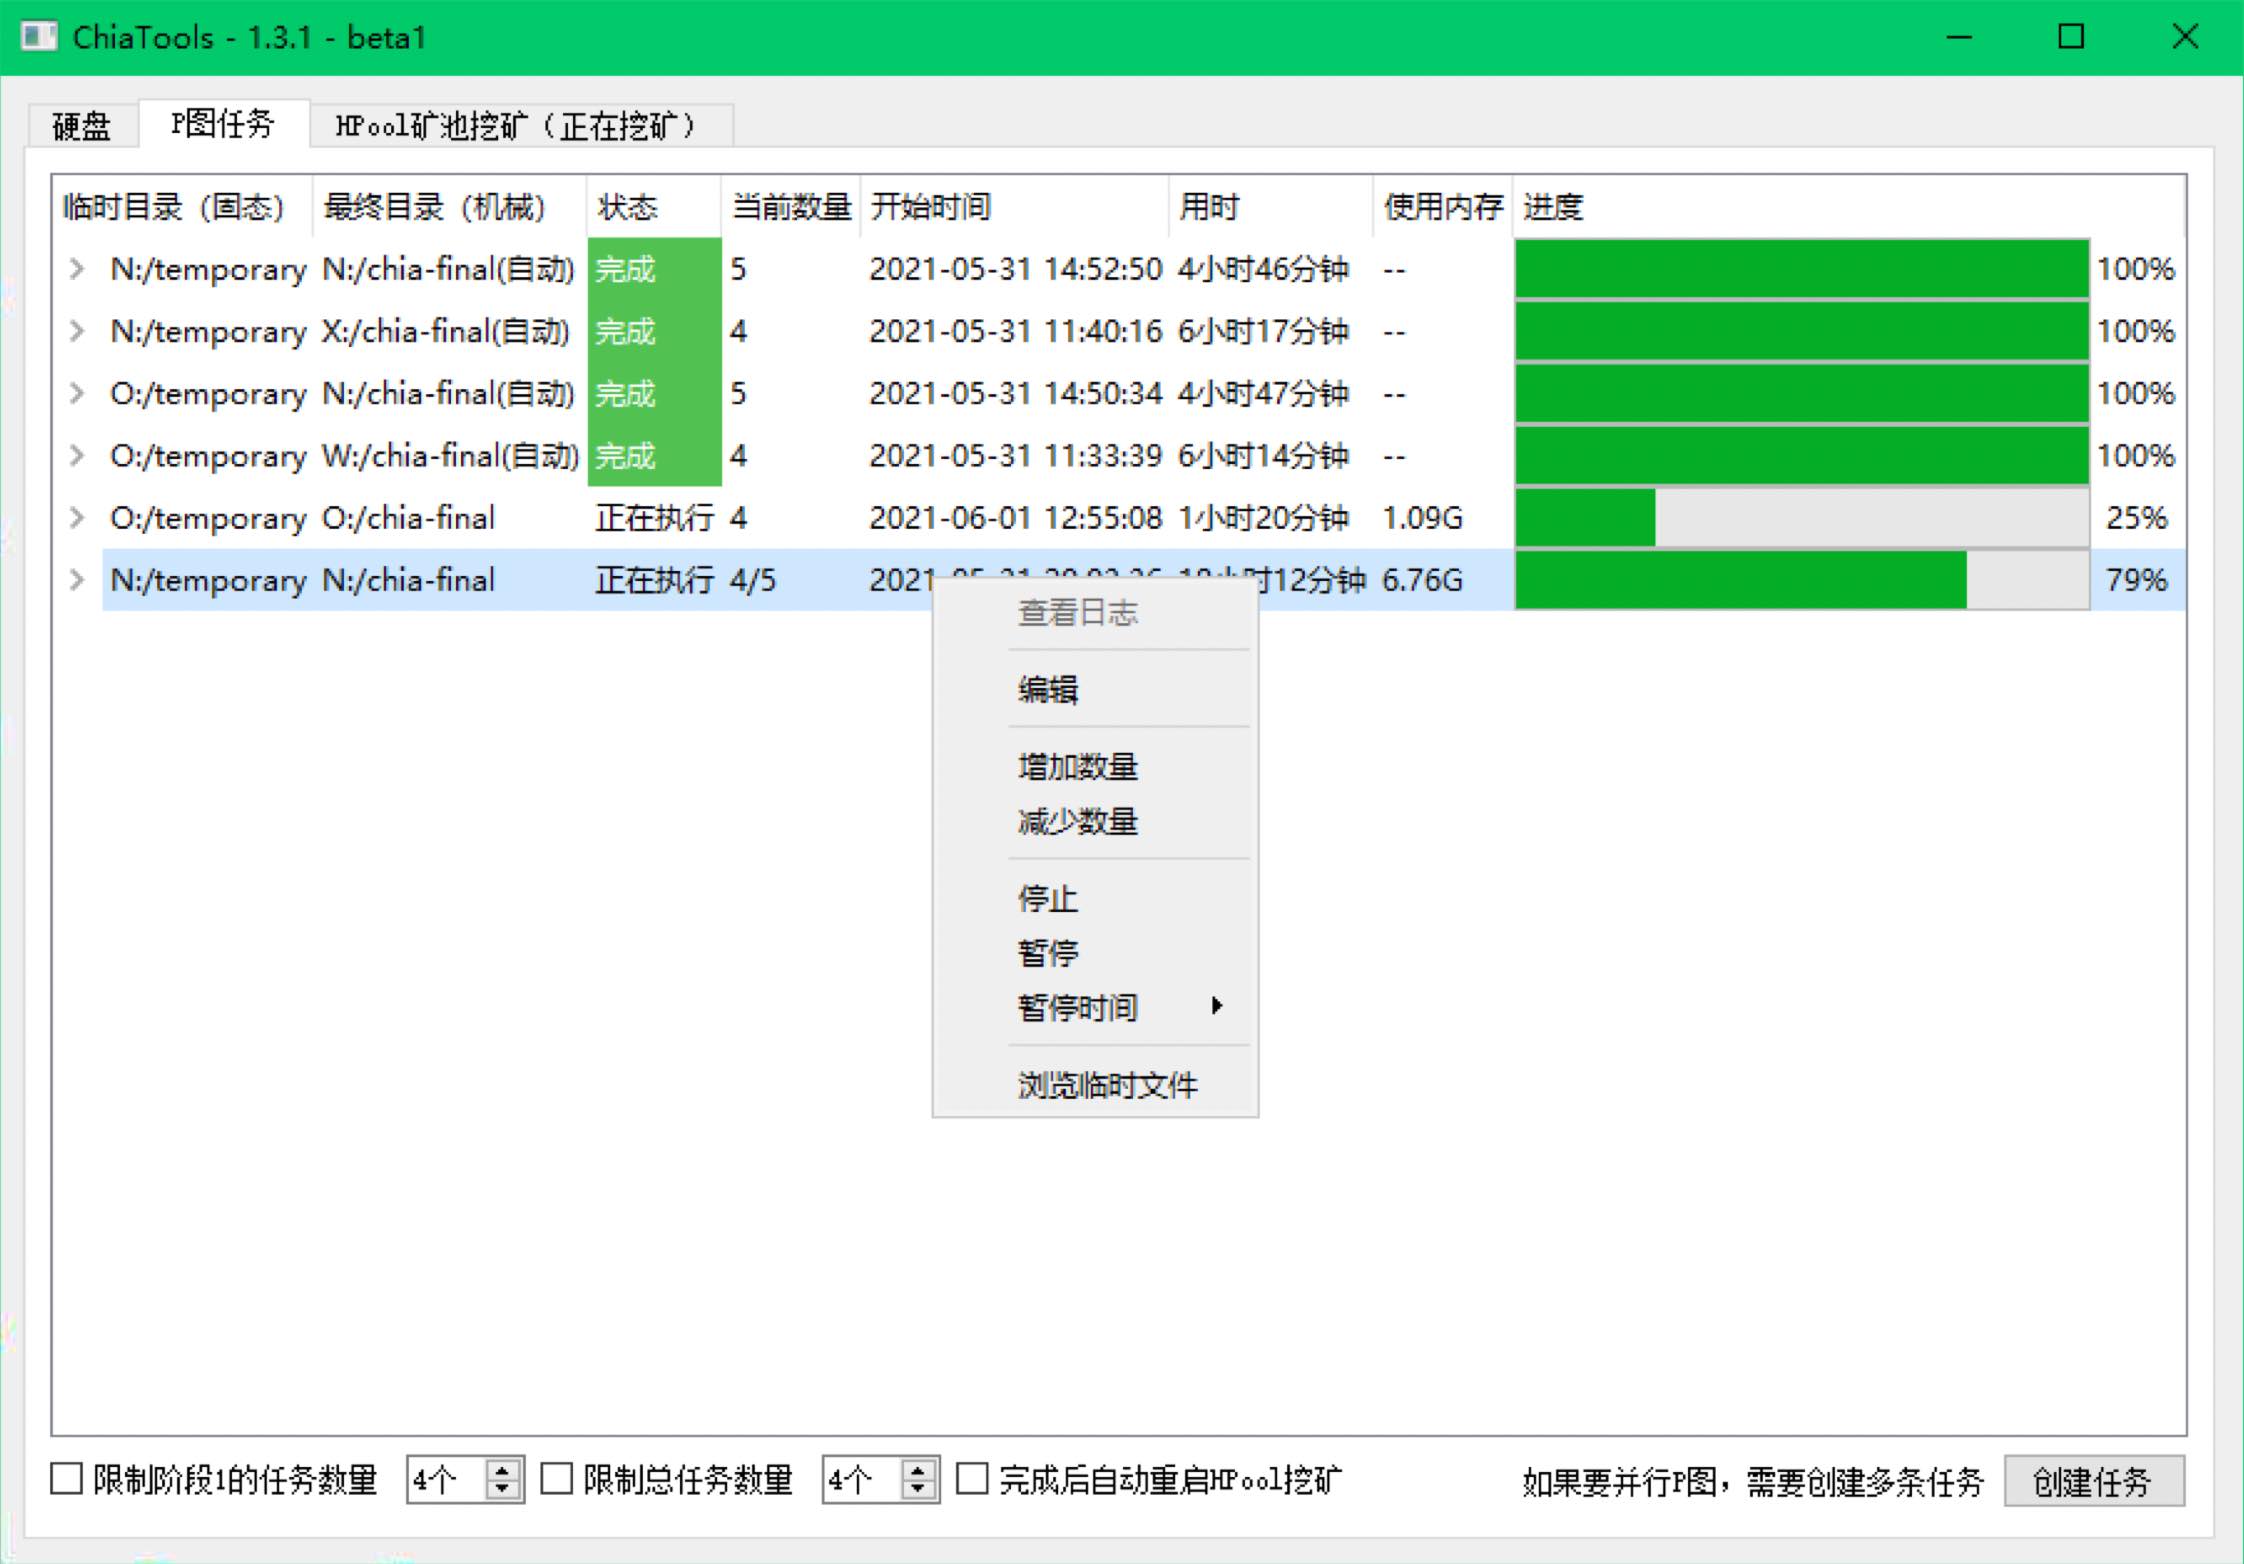 ChiaTools - 1.3.1 - beta1
硬盘 P图任务 HPool矿池挖矿（正在挖矿）
临时目录（固态） 最终目录（机械） 状态 当前数量 开始时间 用时 使用内存 进度
N:/temporary N:/chia-final(自动) 完成 5 2021-05-31 14:52:50 4小时46分钟 -- 100%
N:/temporary X:/chia-final(自动) 完成 4 2021-05-31 11:40:16 6小时17分钟 -- 100%
O:/temporary N:/chia-final(自动) 完成 5 2021-05-31 14:50:34 4小时47分钟 -- 100%
O:/temporary W:/chia-final(自动) 完成 4 2021-05-31 11:33:39 6小时14分钟 -- 100%
O:/temporary O:/chia-final 正在执行 4 2021-06-01 12:55:08 1小时20分钟 1.09G 25%
N:/temporary N:/chia-final 正在执行 4/5 2021 时12分钟 6.76G 79%
查看日志
编辑
增加数量
减少数量
停止
暂停
暂停时间
浏览临时文件
限制阶段1的任务数量 4个 限制总任务数量 4个 完成后自动重启HPool挖矿 如果要并行P图，需要创建多条任务 创建任务